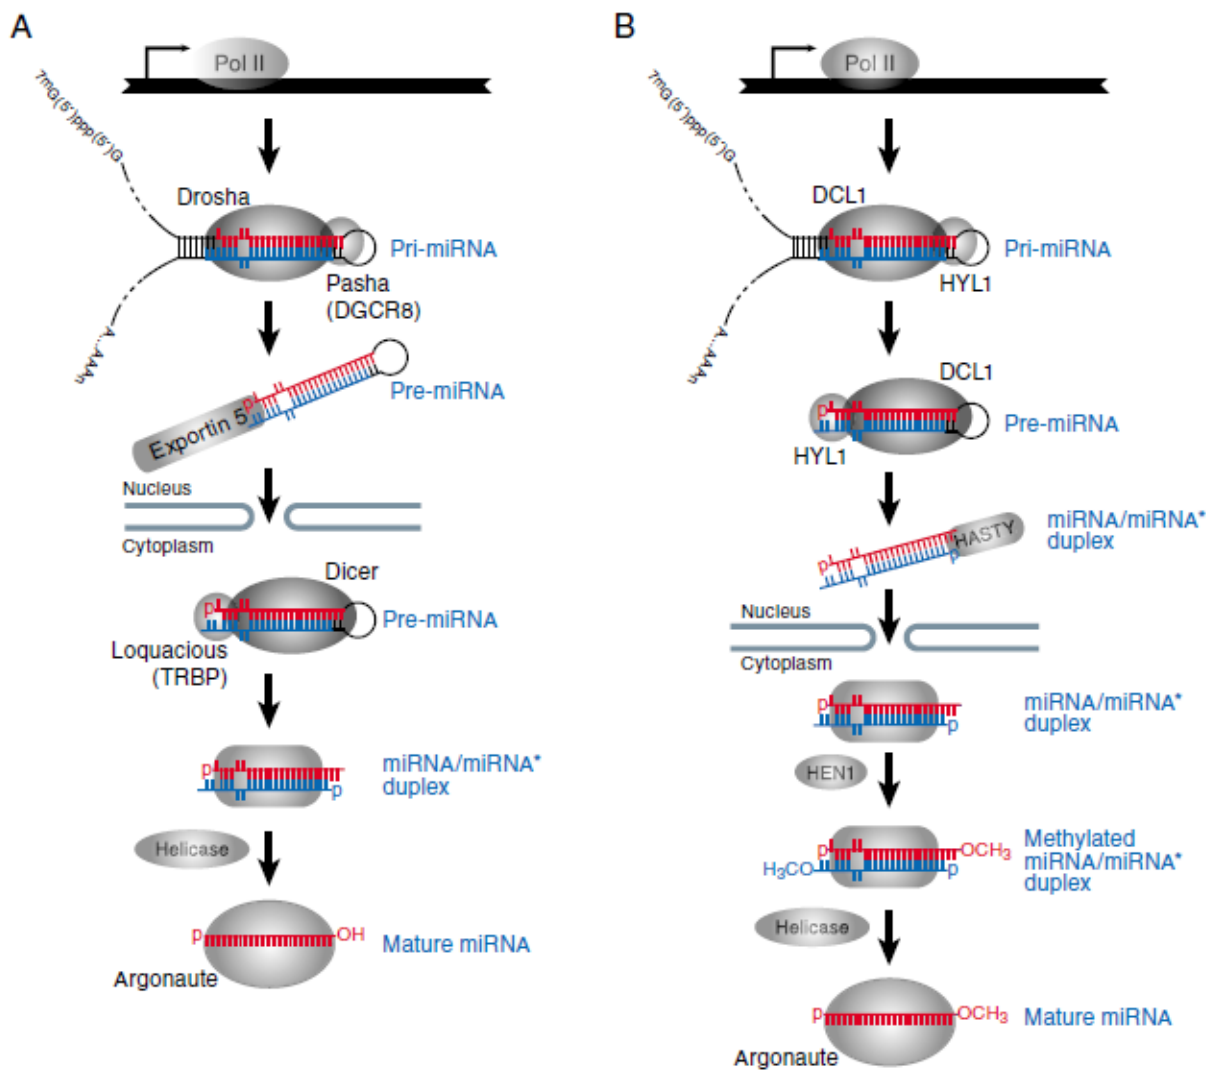 A
Pol II
7mG(5´)ppp(5´)G
Drosha
Pri-miRNA
Pasha
(DGCR8)
A...AAAn
Pre-miRNA
Exportin 5
p
Nucleus
Cytoplasm
Dicer
p
Pre-miRNA
Loquacious
(TRBP)
p
miRNA/miRNA*
duplex
p
Helicase
p
OH
Mature miRNA
Argonaute
B
Pol II
7mG(5´)ppp(5´)G
DCL1
Pri-miRNA
HYL1
A...AAAn
DCL1
p
Pre-miRNA
HYL1
miRNA/miRNA*
duplex
HASTY
p
p
Nucleus
Cytoplasm
p
miRNA/miRNA*
duplex
p
HEN1
p
OCH3
H3CO
p
Methylated
miRNA/miRNA*
duplex
Helicase
p
OCH3
Mature miRNA
Argonaute